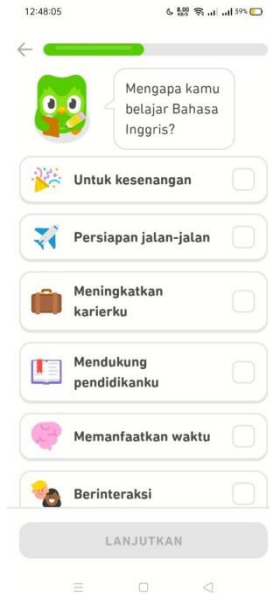 12:48:05
39%
Mengapa kamu
belajar Bahasa
Inggris?
Untuk kesenangan
Persiapan jalan-jalan
Meningkatkan
karierku
Mendukung
pendidikanku
Memanfaatkan waktu
Berinteraksi
LANJUTKAN